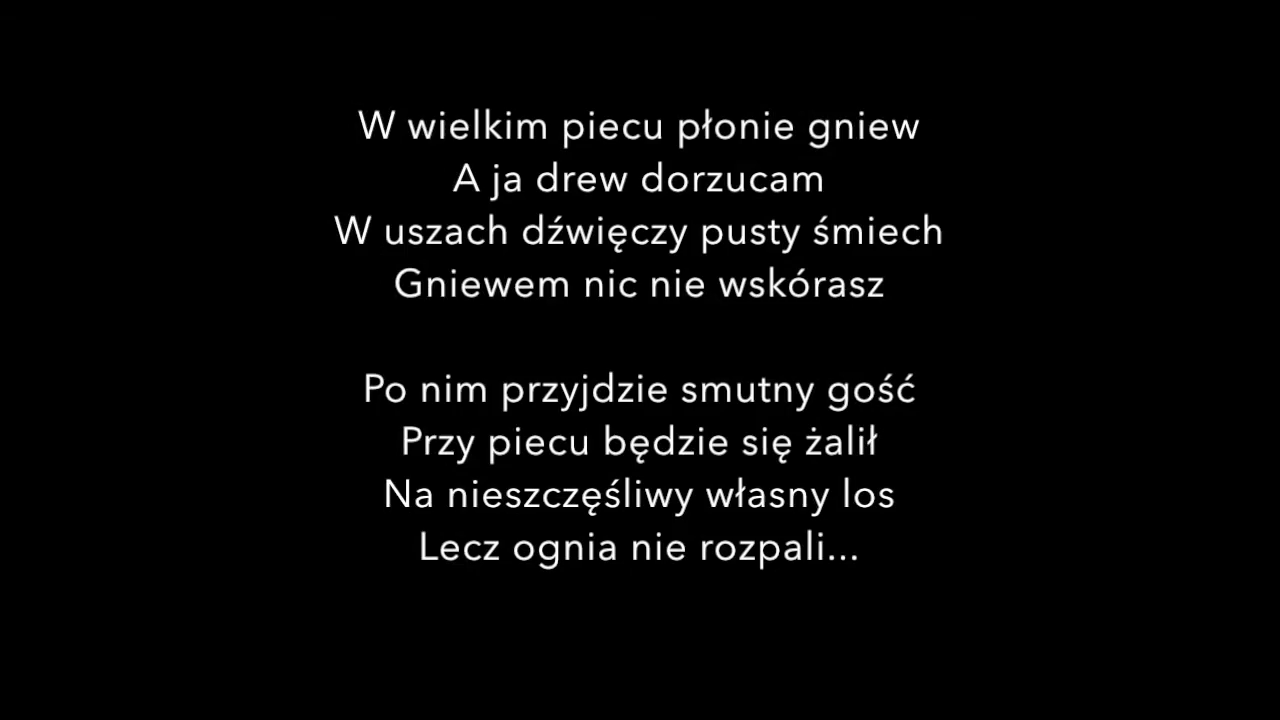 W wielkim piecu płonie gniew
A ja drew dorzucam
W uszach dźwięczy pusty śmiech
Gniewem nic nie wskórasz
Po nim przyjdzie smutny gość
Przy piecu będzie się żalił
Na nieszczęśliwy własny los
Lecz ognia nie rozpali...